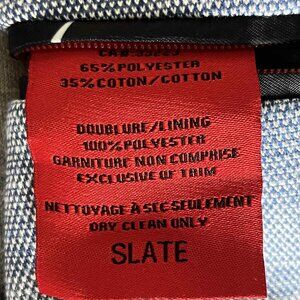 65% POLYESTER
35% COTON/COTTON
DOUBLURE/LINING
100% POLYESTER
GARNITURE NON COMPRISE
EXCLUSIVE OF TRIM
NETTOYAGE À SEC SEULEMENT
DRY CLEAN ONLY
SLATE